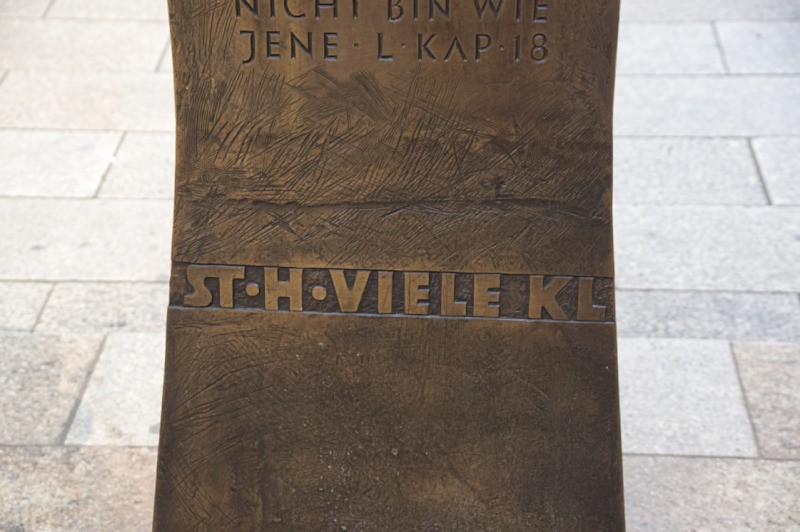 NICHT BIN WIE
JENE · L · KAP · 18
ST · H · VIELE KL